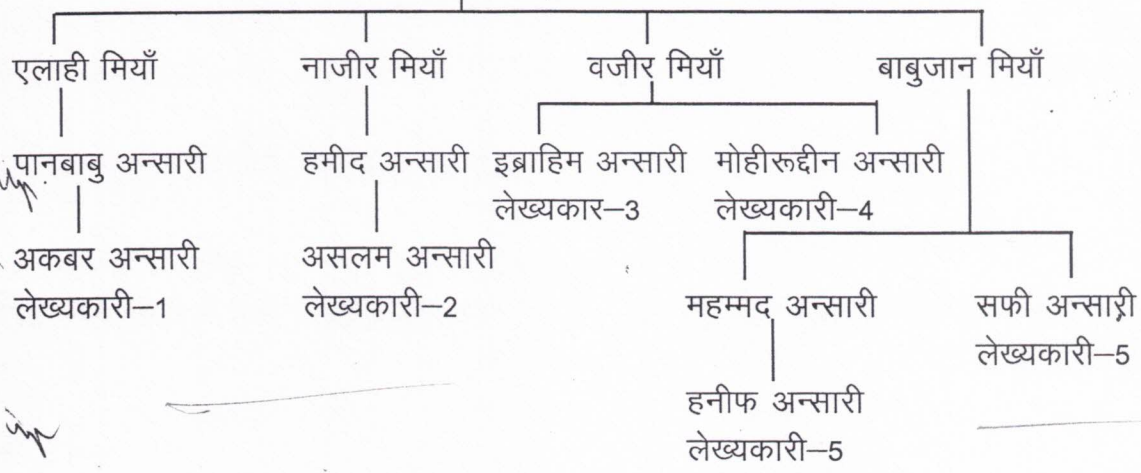 एलाही मियाँ नाजीर मियाँ वजीर मियाँ बाबुजान मियाँ
पानबाबु अन्सारी हमीद अन्सारी इब्राहिम अन्सारी मोहीरूद्दीन अन्सारी
लेख्यकार–3 लेख्यकारी–4
अकबर अन्सारी असलम अन्सारी
लेख्यकारी–1 लेख्यकारी–2 महम्मद अन्सारी सफी अन्सारी
लेख्यकारी–5
हनीफ अन्सारी
लेख्यकारी–5